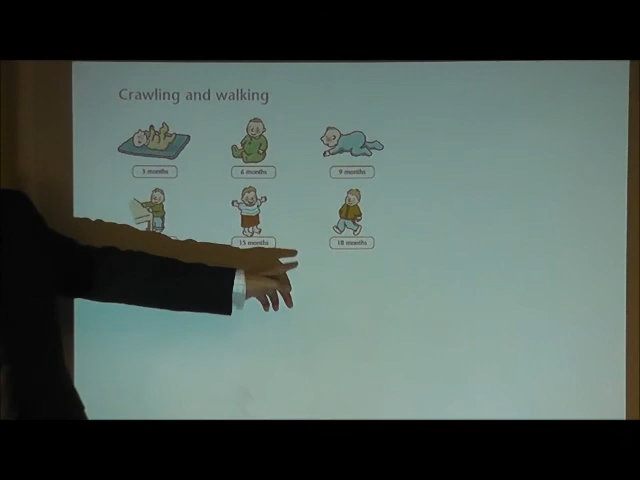 Crawling and walking
3 months
6 months
9 months
15 months
18 months